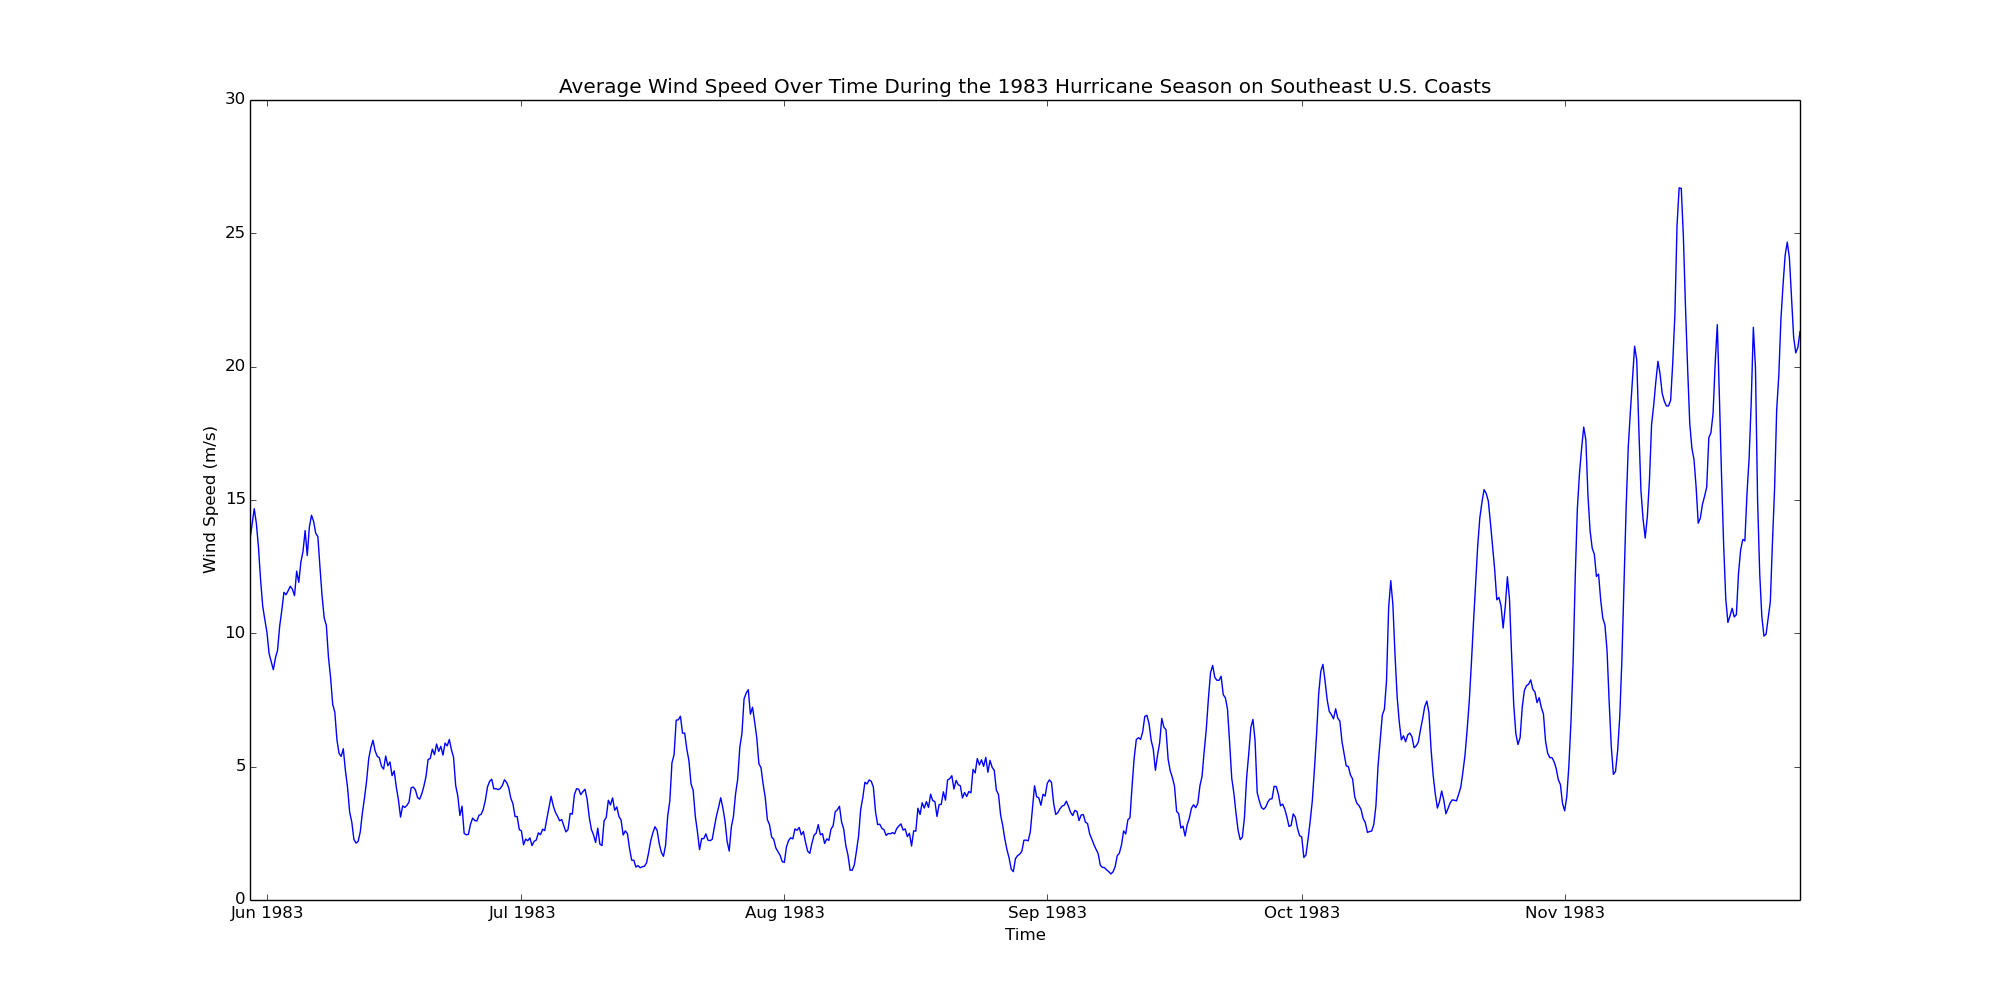 Average Wind Speed Over Time During the 1983 Hurricane Season on Southeast U.S. Coasts
30
25
20
15
10
5
0
Wind Speed (m/s)
Jun 1983 Jul 1983 Aug 1983 Sep 1983 Oct 1983 Nov 1983
Time